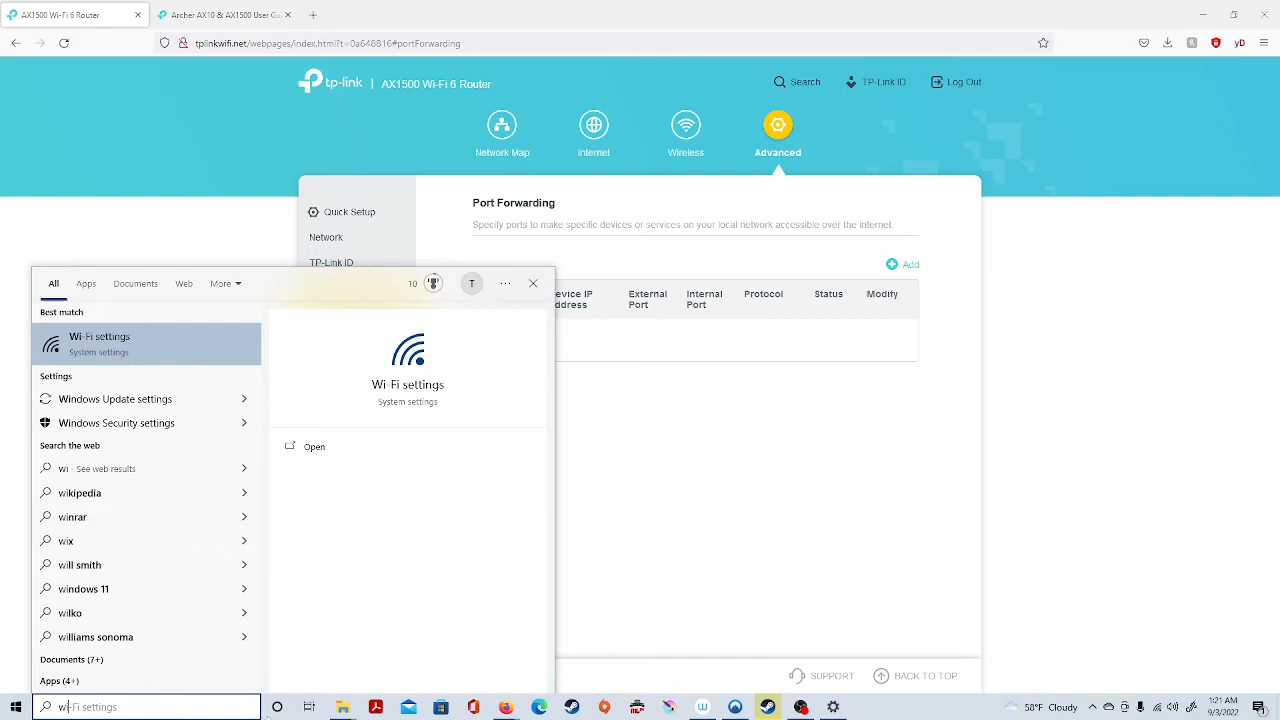 AX1500 Wi-Fi 6 Router
Archer AX10 & AX1500 User Gui
tplinkwifi.net/webpages/index.html?t=0a648816#portForwarding
yD
tp-link | AX1500 Wi-Fi 6 Router
Search
TP-Link ID
Log Out
Network Map
Internet
Wireless
Advanced
Quick Setup
Network
TP-Link ID
Port Forwarding
Specify ports to make specific devices or services on your local network accessible over the internet.
Add
External Port
Internal Port
Protocol
Status
Modify
All
Apps
Documents
Web
More
10
T
Best match
Wi-Fi settings
System settings
Settings
Windows Update settings
Windows Security settings
Search the web
wi - See web results
wikipedia
winrar
wix
will smith
windows 11
wilko
williams sonoma
Documents (7+)
Apps (4+)
Wi-Fi settings
System settings
Open
SUPPORT
BACK TO TOP
wi-Fi settings
58°F Cloudy
1:21 AM
9/3/2022